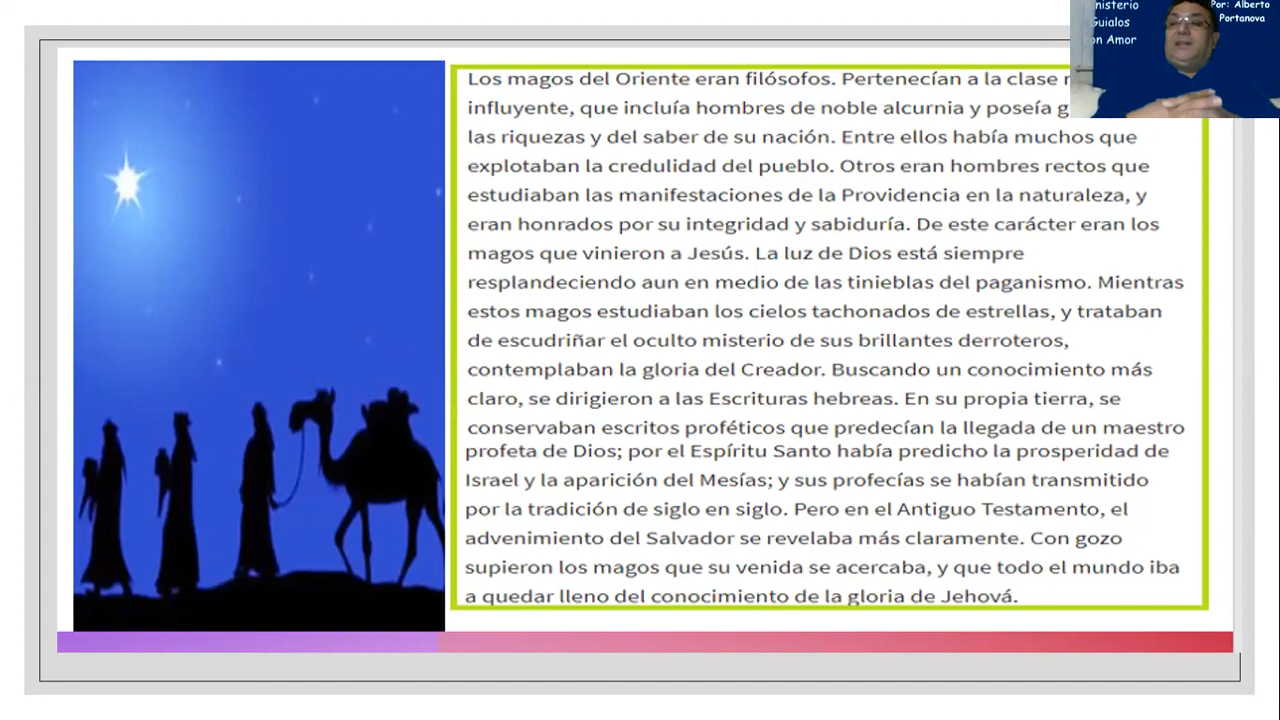 nisterio
Guialos
on Amor
Por: Alberto
Portanova
Los magos del Oriente eran filósofos. Pertenecían a la clase
influyente, que incluía hombres de noble alcurnia y poseía
las riquezas y del saber de su nación. Entre ellos había muchos que
explotaban la credulidad del pueblo. Otros eran hombres rectos que
estudiaban las manifestaciones de la Providencia en la naturaleza, y
eran honrados por su integridad y sabiduría. De este carácter eran los
magos que vinieron a Jesús. La luz de Dios está siempre
resplandeciendo aun en medio de las tinieblas del paganismo. Mientras
estos magos estudiaban los cielos tachonados de estrellas, y trataban
de escudriñar el oculto misterio de sus brillantes derroteros,
contemplaban la gloria del Creador. Buscando un conocimiento más
claro, se dirigieron a las Escrituras hebreas. En su propia tierra, se
conservaban escritos proféticos que predecían la llegada de un maestro
profeta de Dios; por el Espíritu Santo había predicho la prosperidad de
Israel y la aparición del Mesías; y sus profecías se habían transmitido
por la tradición de siglo en siglo. Pero en el Antiguo Testamento, el
advenimiento del Salvador se revelaba más claramente. Con gozo
supieron los magos que su venida se acercaba, y que todo el mundo iba
a quedar lleno del conocimiento de la gloria de Jehová.